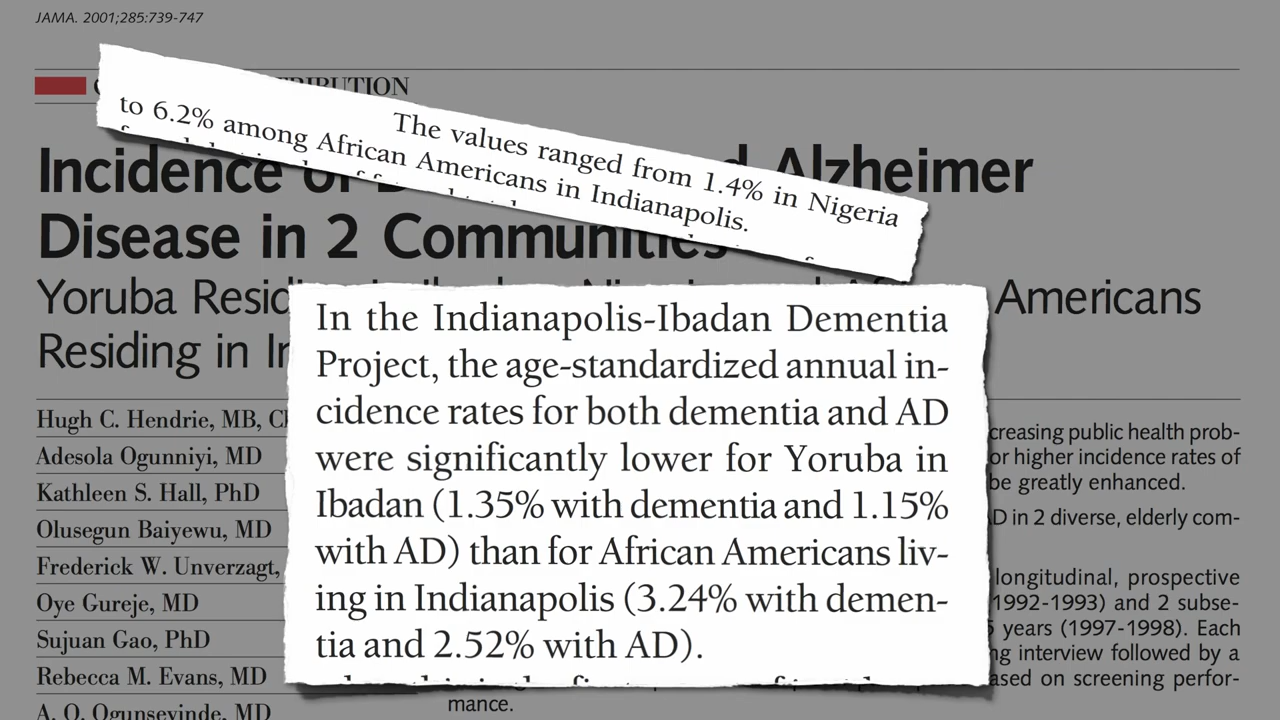 JAMA. 2001;285:739-747
The values ranged from 1.4% in Nigeria
to 6.2% among African Americans in Indianapolis.
Incidence of Alzheimer
Disease in 2 Communities
Yoruba Americans
Residing in
In the Indianapolis-Ibadan Dementia
Project, the age-standardized annual in-
cidence rates for both dementia and AD
were significantly lower for Yoruba in
Ibadan (1.35% with dementia and 1.15%
with AD) than for African Americans liv-
ing in Indianapolis (3.24% with demen-
tia and 2.52% with AD).
Hugh C. Hendrie, MB,
Adesola Ogunniyi, MD
Kathleen S. Hall, PhD
Olusegun Baiyewu, MD
Frederick W. Unverzagt,
Oye Gureje, MD
Sujuan Gao, PhD
Rebecca M. Evans, MD
A. O. Ogunseyinde, MD
creasing public health prob-
or higher incidence rates of
be greatly enhanced.
AD in 2 diverse, elderly com-
longitudinal, prospective
1992-1993) and 2 subse-
years (1997-1998). Each
interview followed by a
based on screening perfor-
mance.